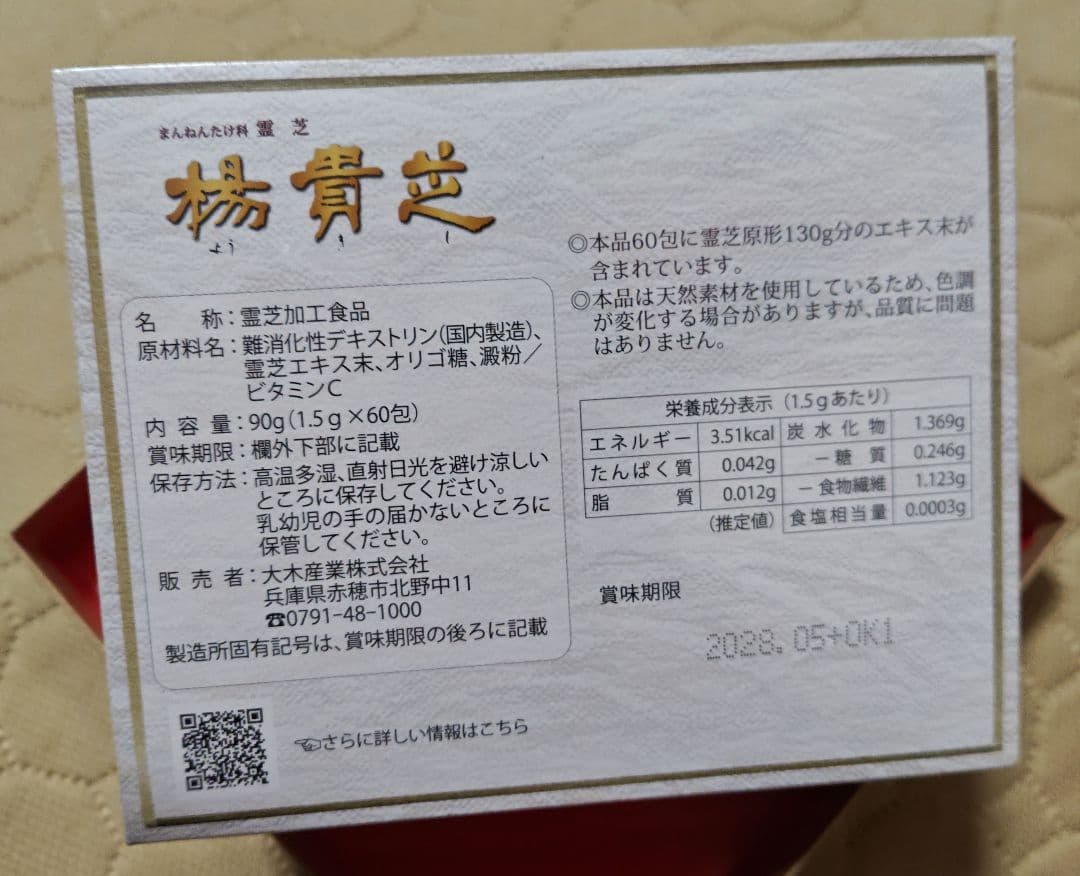 まんねんたけ科 霊芝
楊貴芝
よう き し
名称：霊芝加工食品
原材料名：難消化性デキストリン(国内製造)、
霊芝エキス末、オリゴ糖、澱粉／
ビタミンC
内容量：90g(1.5g×60包)
賞味期限：欄外下部に記載
保存方法：高温多湿、直射日光を避け涼しい
ところに保存してください。
乳幼児の手の届かないところに
保管してください。
販売者：大木産業株式会社
兵庫県赤穂市北野中11
☎0791-48-1000
製造所固有記号は、賞味期限の後ろに記載
☜さらに詳しい情報はこちら
◎本品60包に霊芝原形130g分のエキス末が
含まれています。
◎本品は天然素材を使用しているため、色調
が変化する場合がありますが、品質に問題
はありません。
栄養成分表示（1.5gあたり）
エネルギー 3.51kcal 炭水化物 1.369g
たんぱく質 0.042g －糖質 0.246g
脂質 0.012g －食物繊維 1.123g
（推定値） 食塩相当量 0.0003g
賞味期限
2028.05+OK1